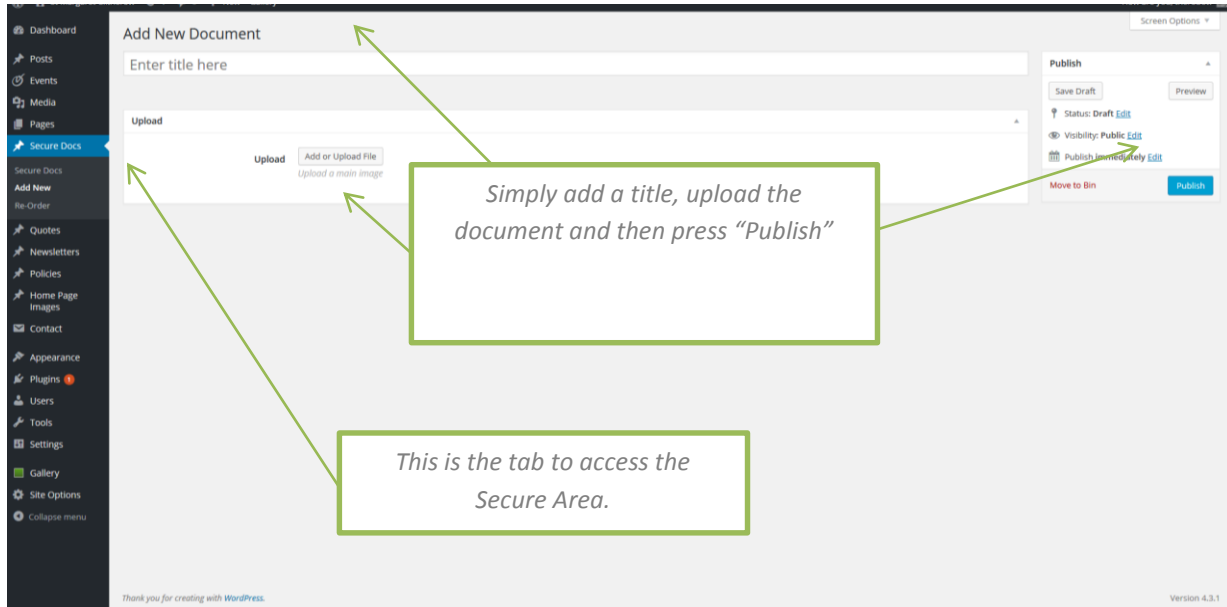 Dashboard
Posts
Events
Media
Pages
Secure Docs
Secure Docs
Add New
Re-Order
Quotes
Newsletters
Policies
Home Page
Images
Contact
Appearance
Plugins 1
Users
Tools
Settings
Gallery
Site Options
Collapse menu
Screen Options
Add New Document
Enter title here
Upload
Upload Add or Upload File
Upload a main image
Publish
Save Draft Preview
Status: Draft Edit
Visibility: Public Edit
Publish immediately Edit
Move to Bin Publish
Simply add a title, upload the
document and then press “Publish”
This is the tab to access the
Secure Area.
Thank you for creating with WordPress.
Version 4.3.1